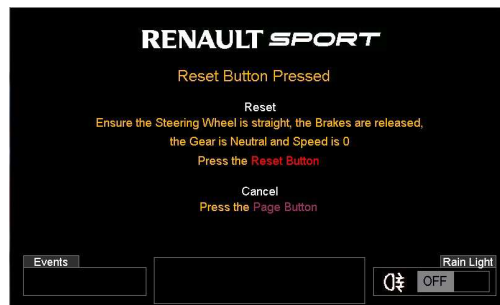 RENAULT SPORT
Reset Button Pressed
Reset
Ensure the Steering Wheel is straight, the Brakes are released,
the Gear is Neutral and Speed is 0
Press the Reset Button
Cancel
Press the Page Button
Events
Rain Light
OFF